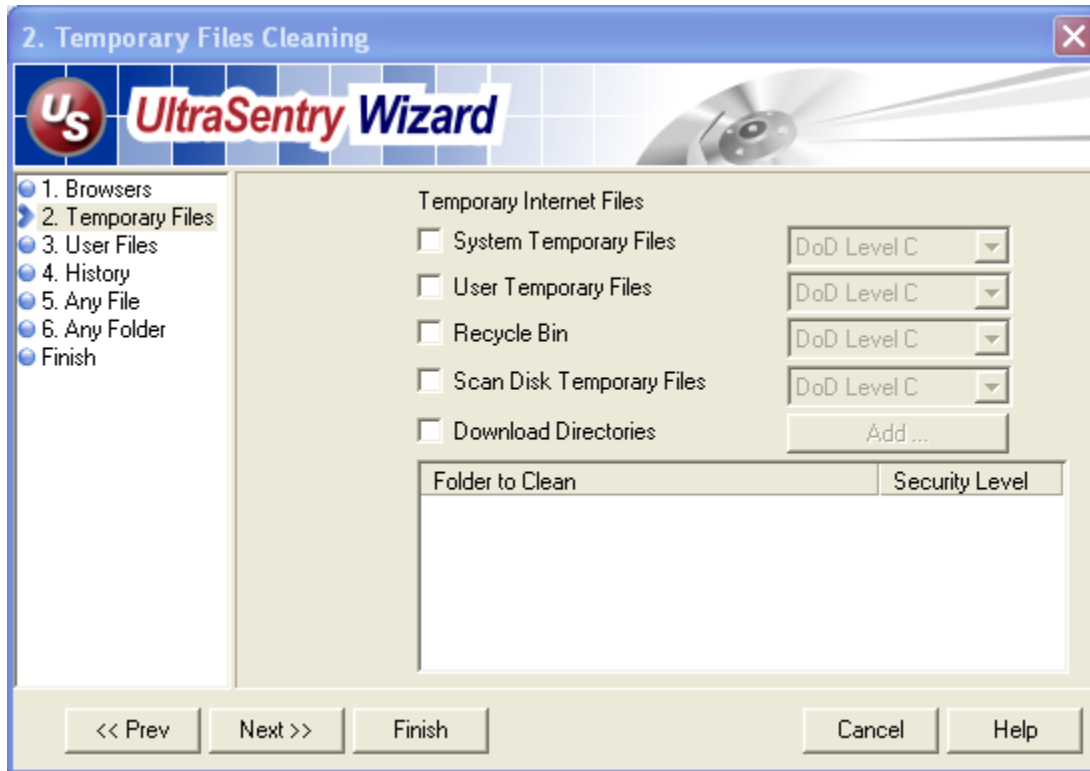 2. Temporary Files Cleaning
US UltraSentry Wizard
1. Browsers
2. Temporary Files
3. User Files
4. History
5. Any File
6. Any Folder
Finish
Temporary Internet Files
System Temporary Files DoD Level C
User Temporary Files DoD Level C
Recycle Bin DoD Level C
Scan Disk Temporary Files DoD Level C
Download Directories Add ...
Folder to Clean Security Level
<< Prev Next >> Finish Cancel Help